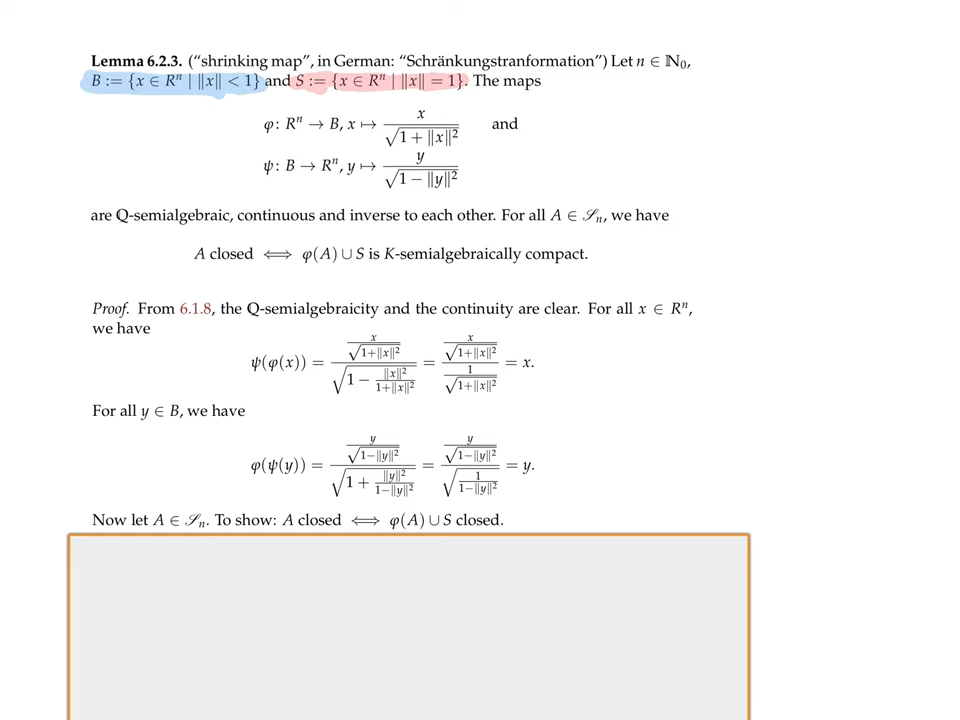 Lemma 6.2.3. (“shrinking map”, in German: “Schränkungstranformation”) Let n ∈ ℕ₀,
B := {x ∈ Rⁿ | ‖x‖ < 1} and S := {x ∈ Rⁿ | ‖x‖ = 1}. The maps
φ: Rⁿ → B, x ↦ x / √(1 + ‖x‖²) and
ψ: B → Rⁿ, y ↦ y / √(1 − ‖y‖²)
are ℚ-semialgebraic, continuous and inverse to each other. For all A ∈ 𝒮ₙ, we have
A closed ⟺ φ(A) ∪ S is K-semialgebraically compact.
Proof. From 6.1.8, the ℚ-semialgebraicity and the continuity are clear. For all x ∈ Rⁿ,
we have
ψ(φ(x)) = (x / √(1+‖x‖²)) / √(1 − ‖x‖² / (1+‖x‖²)) = (x / √(1+‖x‖²)) / (1 / √(1+‖x‖²)) = x.
For all y ∈ B, we have
φ(ψ(y)) = (y / √(1−‖y‖²)) / √(1 + ‖y‖² / (1−‖y‖²)) = (y / √(1−‖y‖²)) / √(1 / (1−‖y‖²)) = y.
Now let A ∈ 𝒮ₙ. To show: A closed ⟺ φ(A) ∪ S closed.